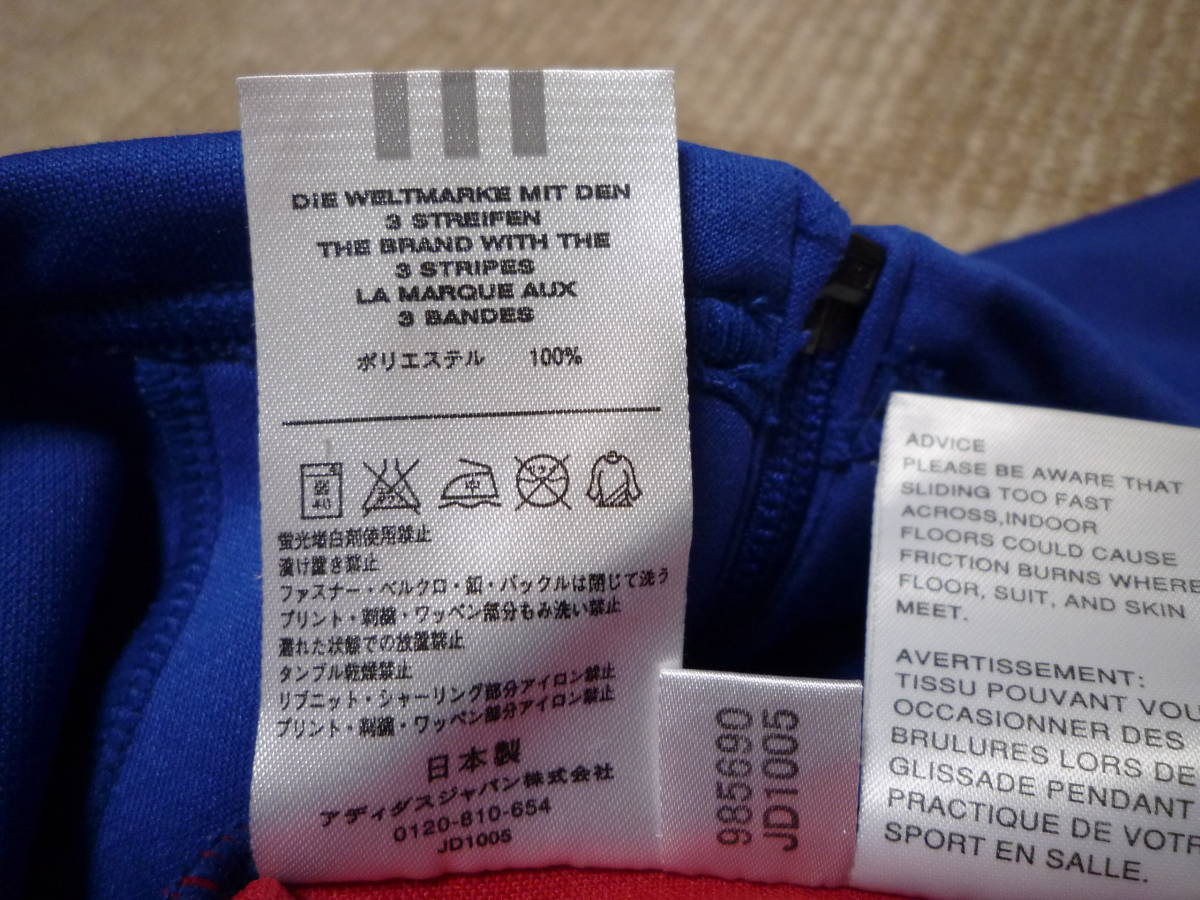 DiE WELTMARKE MIT DEN
3 STREIFEN
THE BRAND WITH THE
3 STRIPES
LA MARQUE AUX
3 BANDES
ポリエステル 100%
40
蛍光増白剤使用禁止
漬け置き禁止
ファスナー・ベルクロ・釦・バックルは閉じて洗う
プリント・刺繍・ワッペン部分もみ洗い禁止
濡れた状態での放置禁止
タンブル乾燥禁止
リブニット・シャーリング部分アイロン禁止
プリント・刺繍・ワッペン部分アイロン禁止
日本製
アディダスジャパン株式会社
0120-810-654
JD1005
985690
JD1005
ADVICE
PLEASE BE AWARE THAT
SLIDING TOO FAST
ACROSS,INDOOR
FLOORS COULD CAUSE
FRICTION BURNS WHERE
FLOOR, SUIT, AND SKIN
MEET.
AVERTISSEMENT:
TISSU POUVANT VOU
OCCASIONNER DES
BRULURES LORS DE
GLISSADE PENDANT
PRACTIQUE DE VOTR
SPORT EN SALLE.